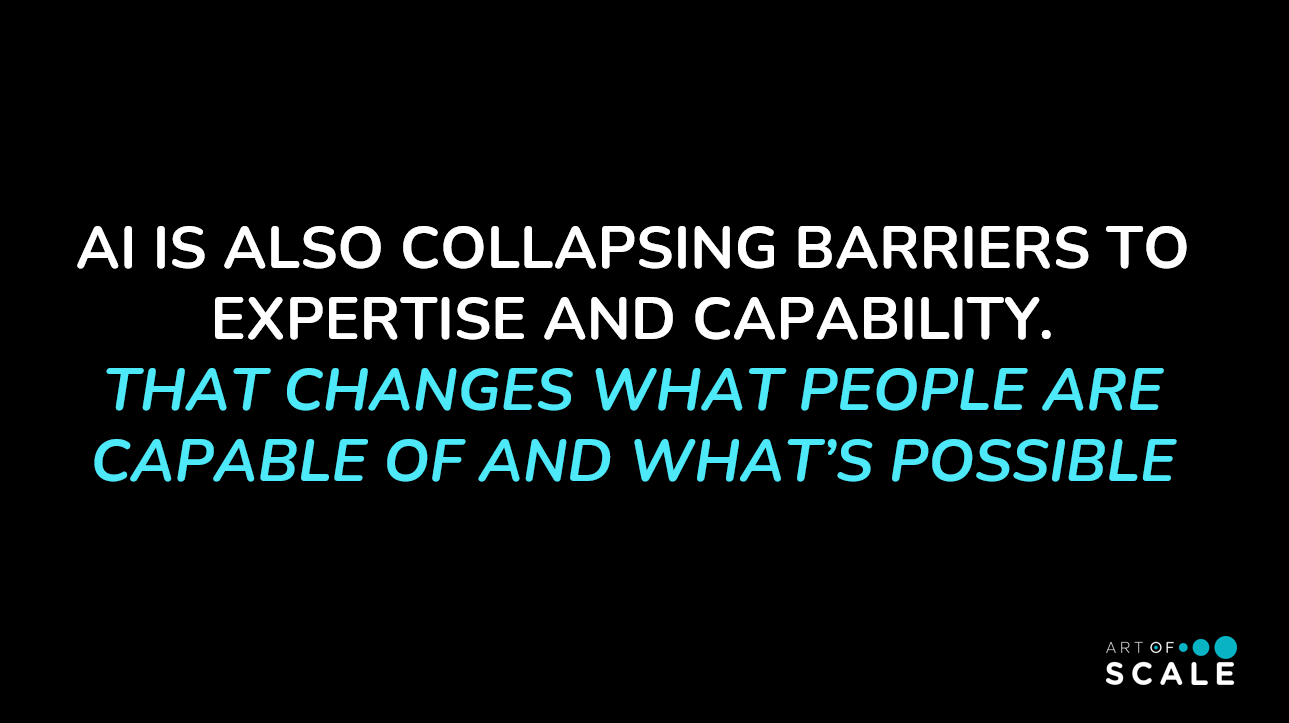 AI IS ALSO COLLAPSING BARRIERS TO
EXPERTISE AND CAPABILITY.
THAT CHANGES WHAT PEOPLE ARE
CAPABLE OF AND WHAT’S POSSIBLE
ART OF
SCALE